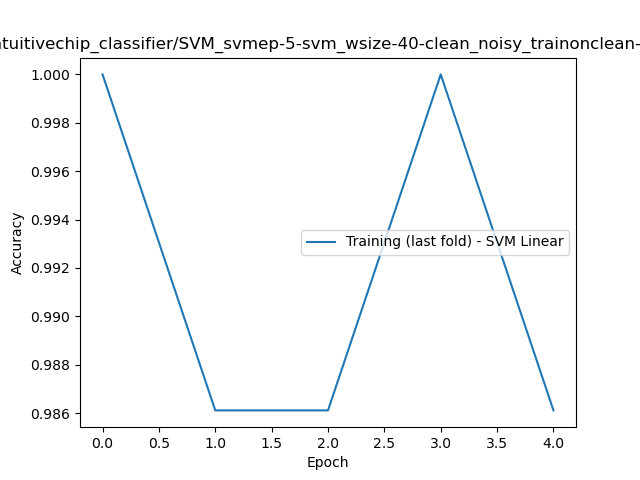 tuitivechip_classifier/SVM_svmep-5-svm_wsize-40-clean_noisy_trainonclean-
1.000
0.998
0.996
0.994
0.992
0.990
0.988
0.986
Accuracy
Training (last fold) - SVM Linear
0.0 0.5 1.0 1.5 2.0 2.5 3.0 3.5 4.0
Epoch